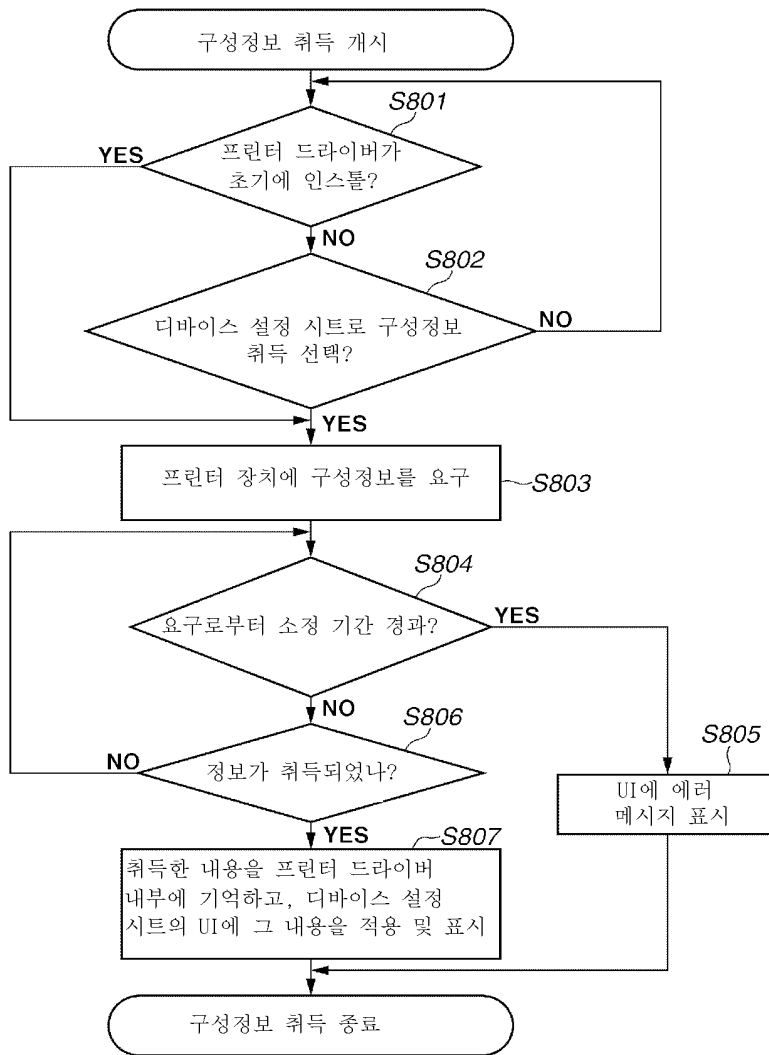 구성정보 취득 개시
S801
YES
프린터 드라이버가
초기에 인스톨?
NO
S802
디바이스 설정 시트로 구성정보
취득 선택?
NO
YES
프린터 장치에 구성정보를 요구
S803
S804
요구로부터 소정 기간 경과?
YES
NO
S806
정보가 취득되었나?
NO
S805
UI에 에러
메시지 표시
YES
S807
취득한 내용을 프린터 드라이버
내부에 기억하고, 디바이스 설정
시트의 UI에 그 내용을 적용 및 표시
구성정보 취득 종료